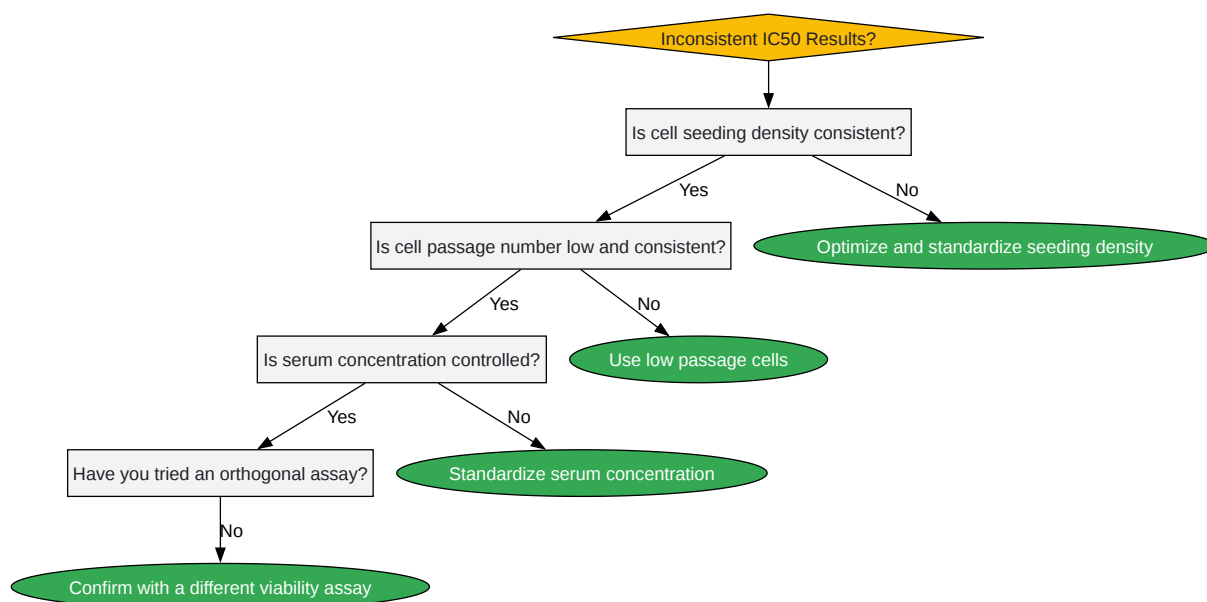 Inconsistent IC50 Results?
Is cell seeding density consistent?
Yes
No
Is cell passage number low and consistent?
Optimize and standardize seeding density
Yes
No
Is serum concentration controlled?
Use low passage cells
Yes
No
Have you tried an orthogonal assay?
Standardize serum concentration
No
Confirm with a different viability assay